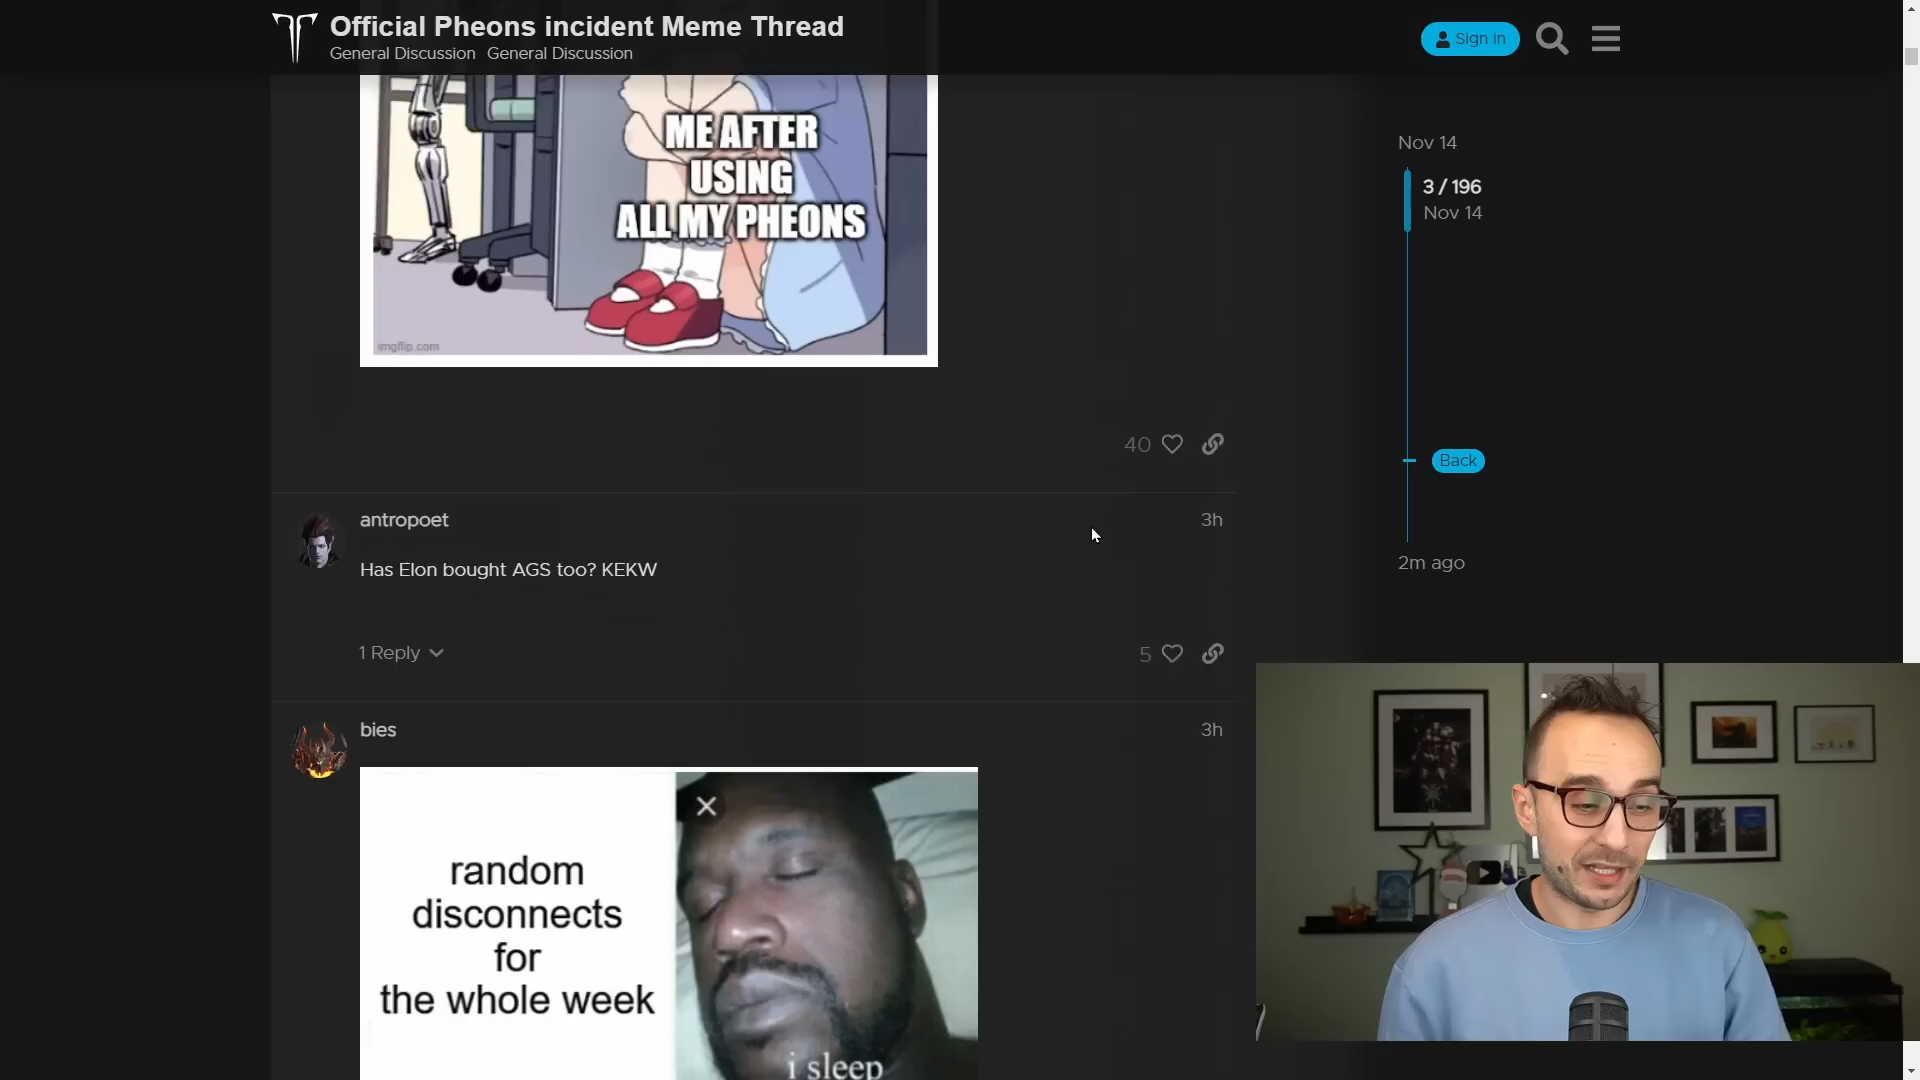 Official Pheons incident Meme Thread
General Discussion General Discussion
Sign in
ME AFTER
USING
ALL MY PHEONS
imgflip.com
Nov 14
3 / 196
Nov 14
Back
2m ago
40
antropoet
3h
Has Elon bought AGS too? KEKW
1 Reply
5
bies
3h
random
disconnects
for
the whole week
i sleep